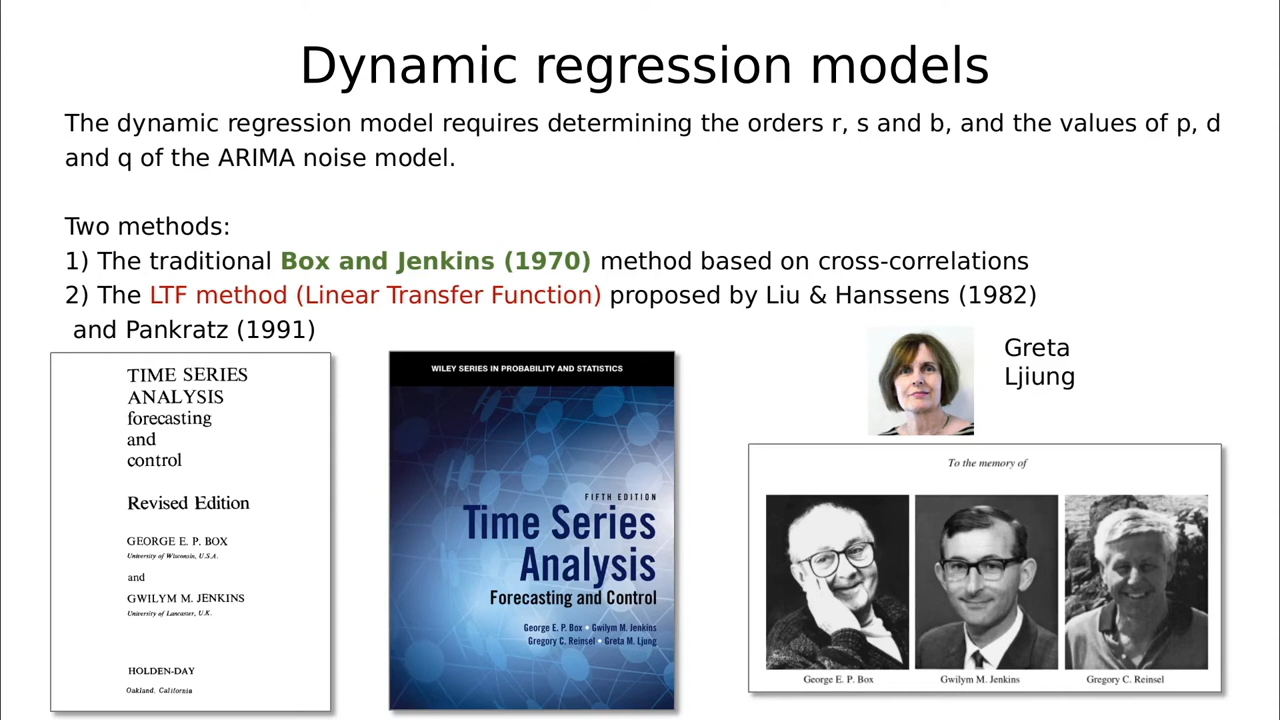 Dynamic regression models
The dynamic regression model requires determining the orders r, s and b, and the values of p, d
and q of the ARIMA noise model.
Two methods:
1) The traditional Box and Jenkins (1970) method based on cross-correlations
2) The LTF method (Linear Transfer Function) proposed by Liu & Hanssens (1982)
and Pankratz (1991)
TIME SERIES
ANALYSIS
forecasting
and
control
Revised Edition
GEORGE E. P. BOX
University of Wisconsin, U.S.A.
and
GWILYM M. JENKINS
University of Lancaster, U.K.
HOLDEN-DAY
Oakland, California
WILEY SERIES IN PROBABILITY AND STATISTICS
FIFTH EDITION
Time Series
Analysis
Forecasting and Control
George E. P. Box • Gwilym M. Jenkins
Gregory C. Reinsel • Greta M. Ljung
Greta
Ljiung
To the memory of
George E. P. Box
Gwilym M. Jenkins
Gregory C. Reinsel